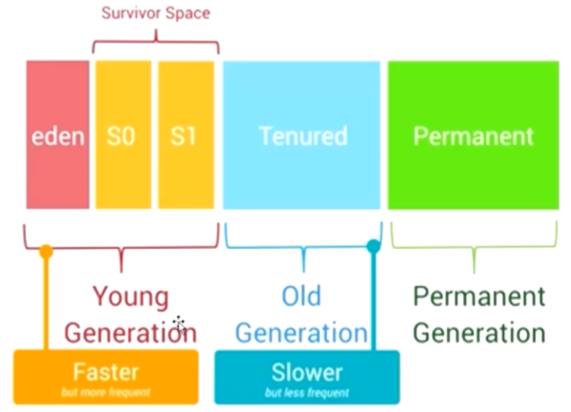 Survivor Space
eden
S0
S1
Tenured
Permanent
Young
Generation
Old
Generation
Permanent
Generation
Faster
but more frequent
Slower
but less frequent